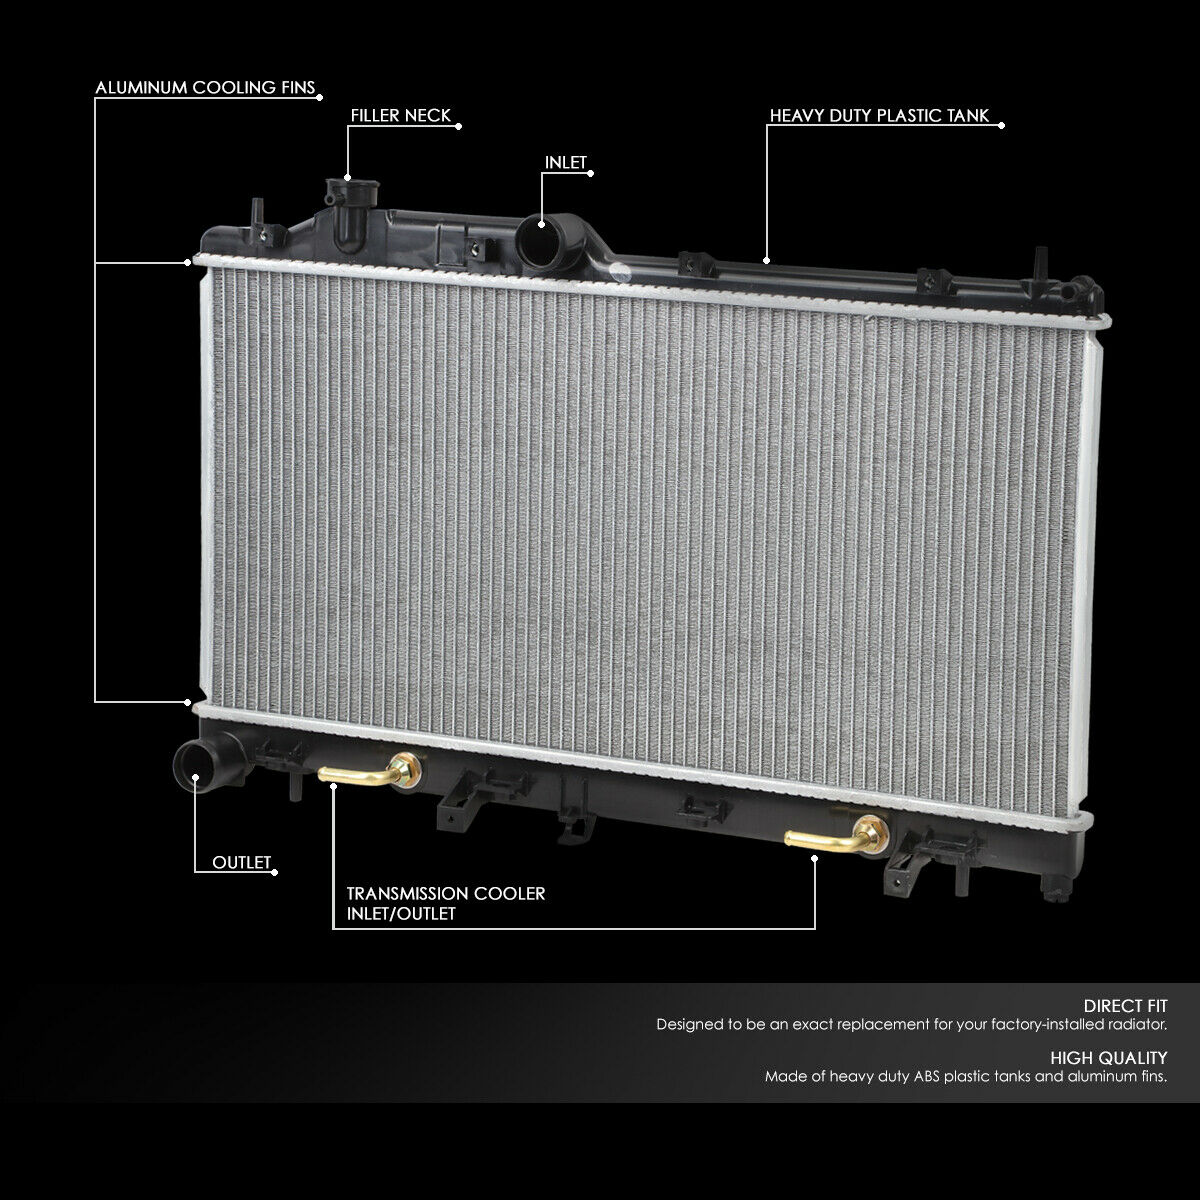 ALUMINUM COOLING FINS
FILLER NECK
HEAVY DUTY PLASTIC TANK
INLET
OUTLET
TRANSMISSION COOLER
INLET/OUTLET
DIRECT FIT
Designed to be an exact replacement for your factory-installed radiator.
HIGH QUALITY
Made of heavy duty ABS plastic tanks and aluminum fins.